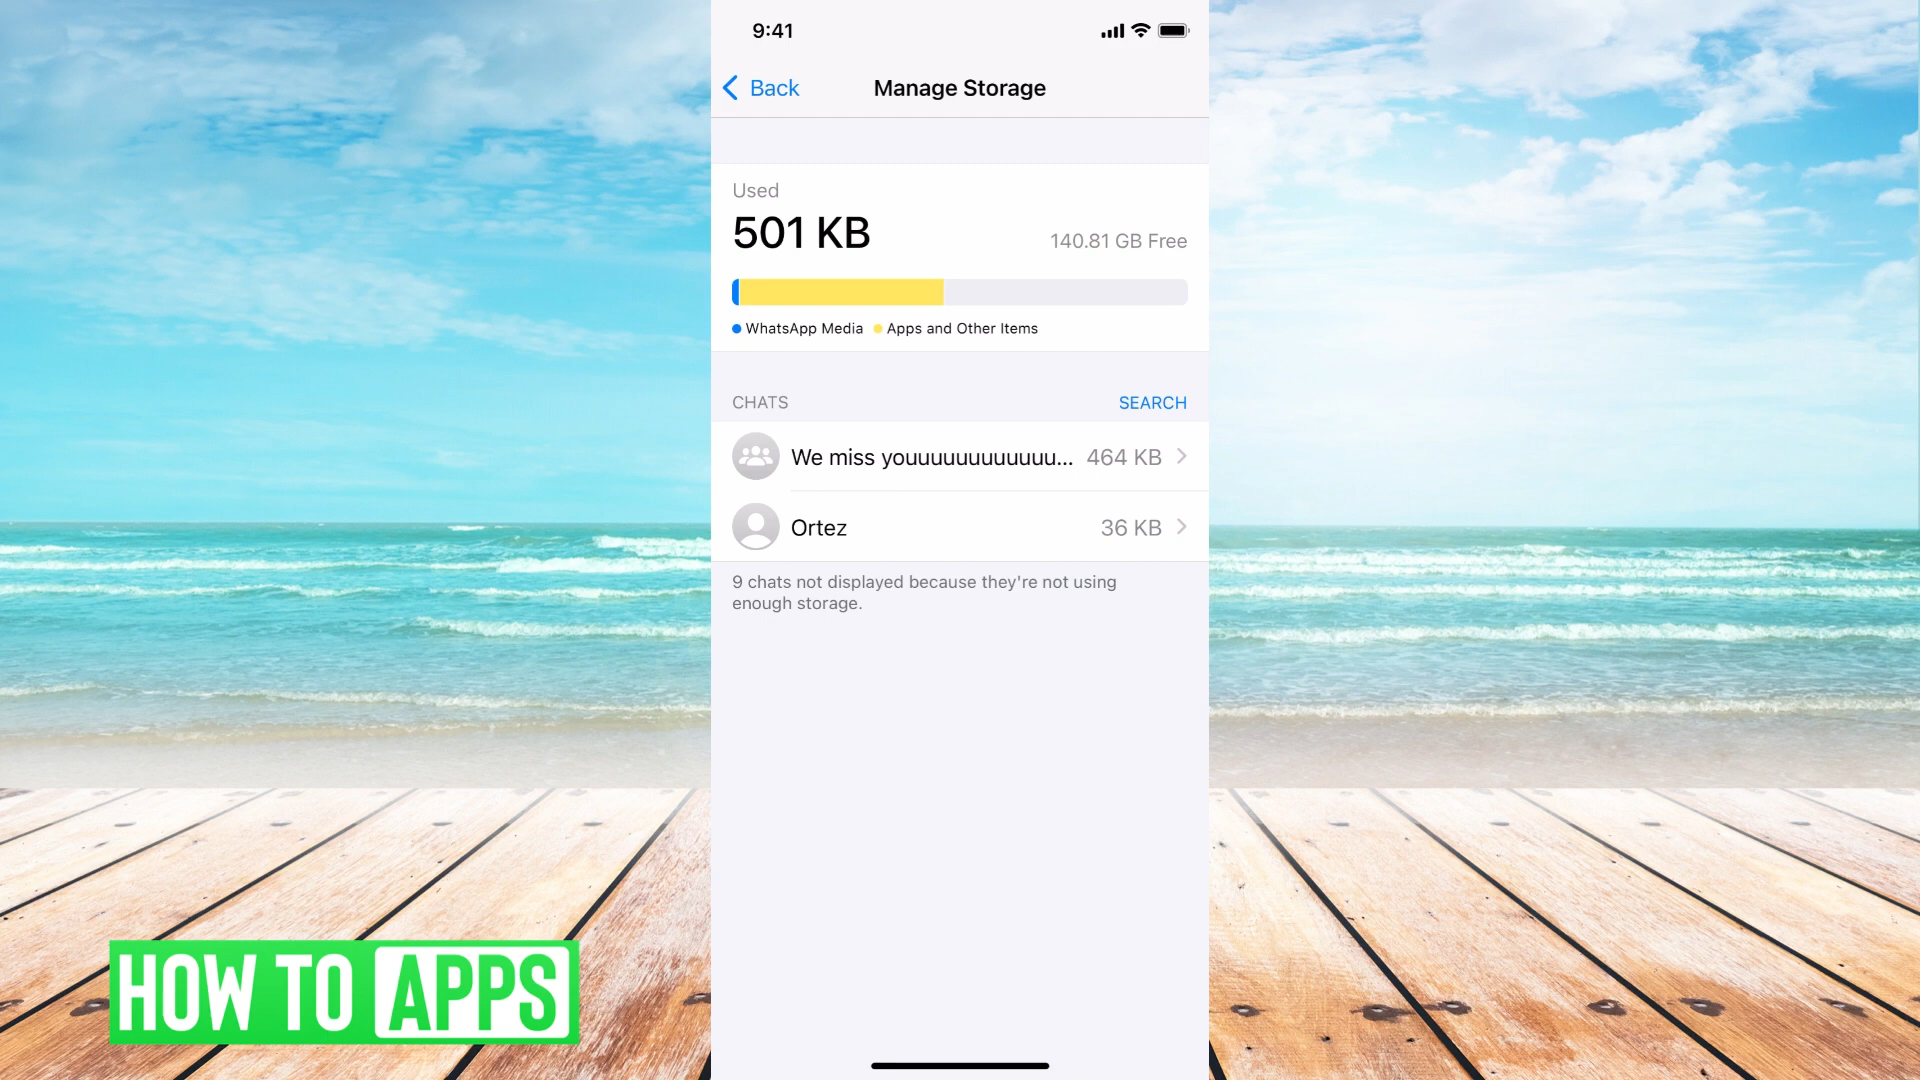 9:41
Back
Manage Storage
Used
501 KB
140.81 GB Free
WhatsApp Media
Apps and Other Items
CHATS
SEARCH
We miss youuuuuuuuuuuu...
464 KB
Ortez
36 KB
9 chats not displayed because they're not using
enough storage.
HOW TO APPS